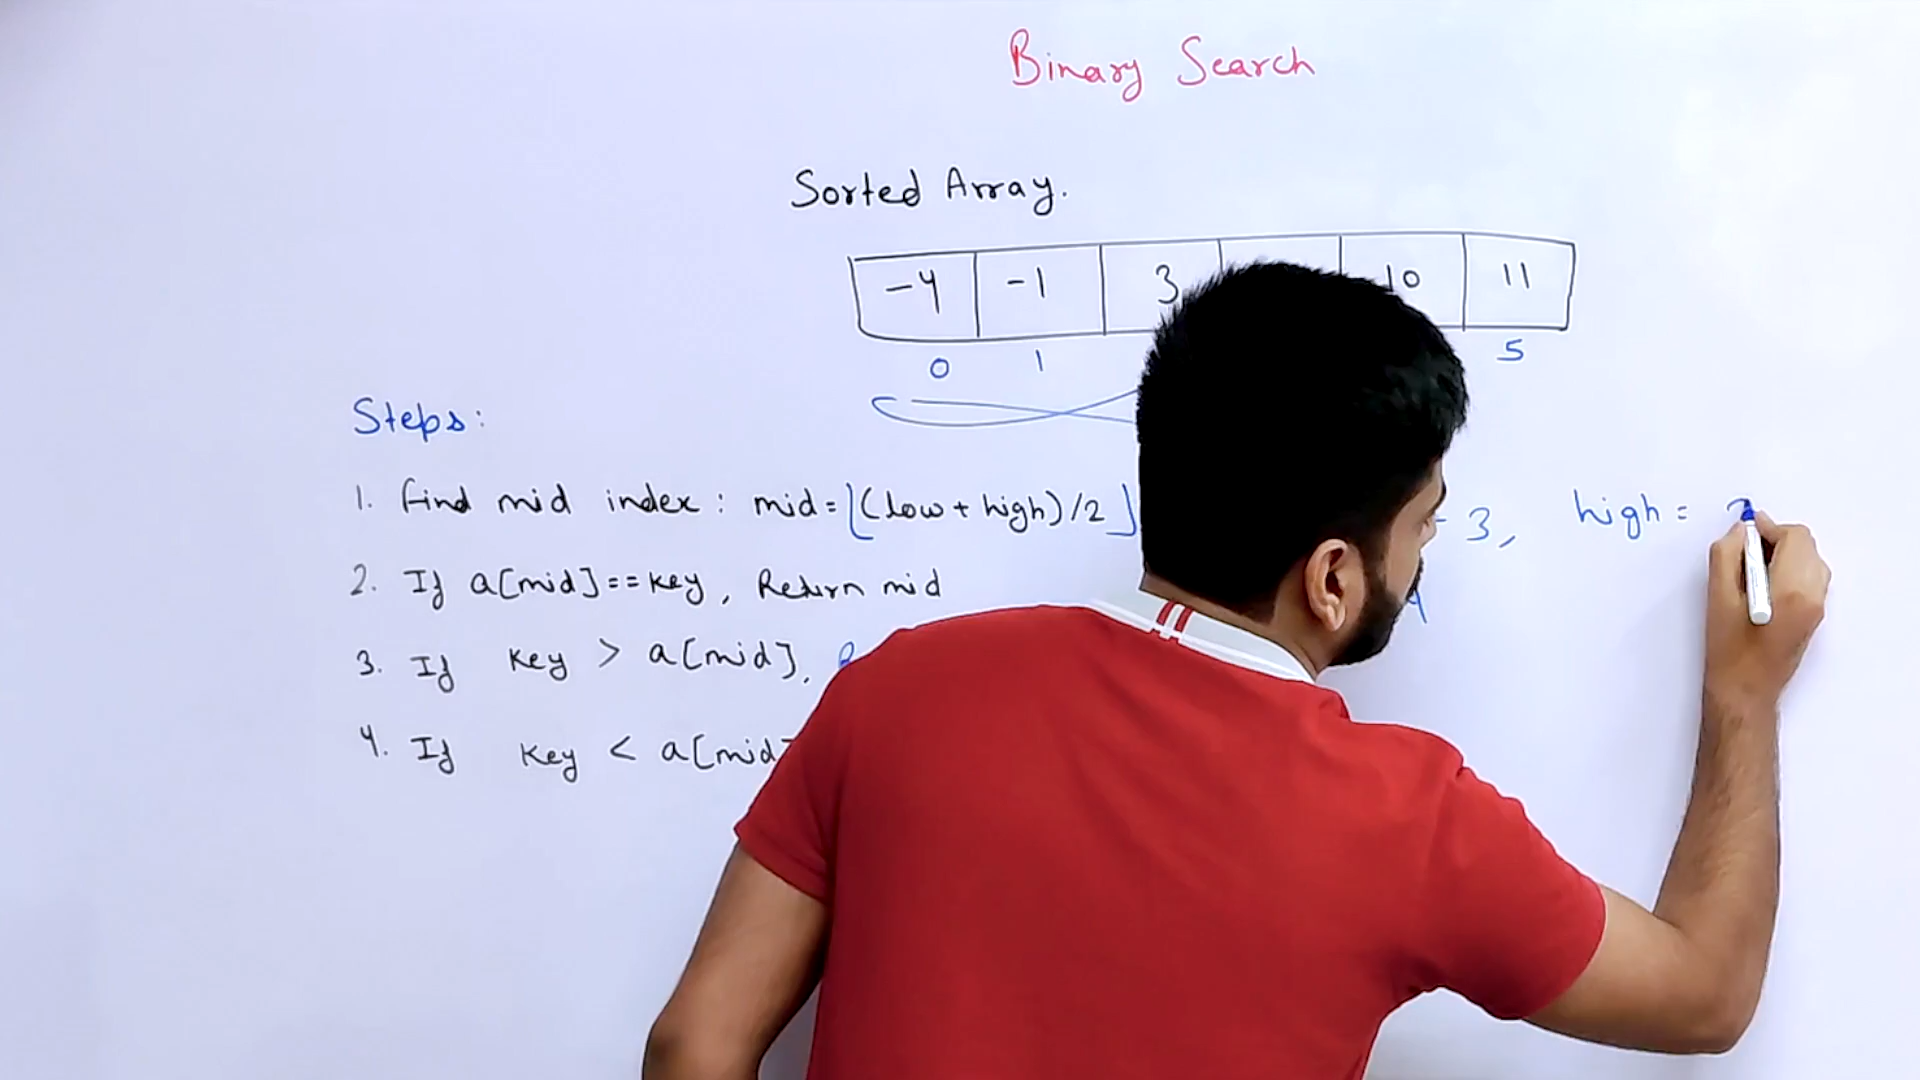 Binary Search
Sorted Array.
-4 -1 3 10 11
0 1 5
Steps:
1. Find mid index : mid = ⌊(low + high)/2⌋ 3, high =
2. If a[mid]==key, Return mid
3. If key > a[mid],
4. If key < a[mid]